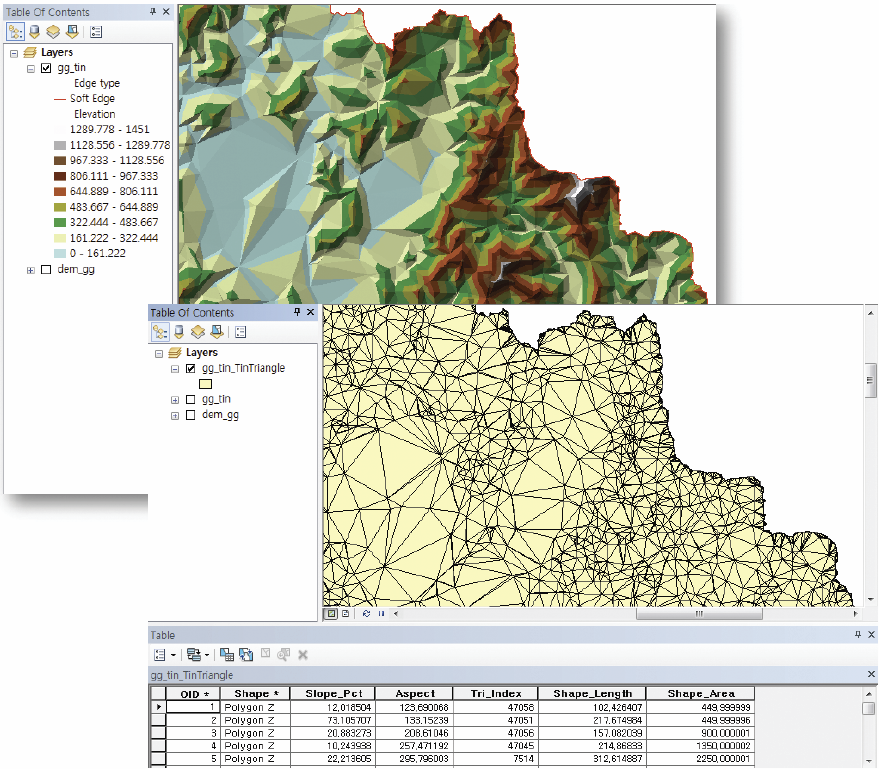 Table Of Contents
Layers
gg_tin
Edge type
Soft Edge
Elevation
1289.778 - 1451
1128.556 - 1289.778
967.333 - 1128.556
806.111 - 967.333
644.889 - 806.111
483.667 - 644.889
322.444 - 483.667
161.222 - 322.444
0 - 161.222
dem_gg
Table Of Contents
Layers
gg_tin_TinTriangle
gg_tin
dem_gg
Table
gg_tin_TinTriangle
OID * Shape * Slope_Pct Aspect Tri_Index Shape_Length Shape_Area
1 Polygon Z 12,018504 123,690068 47058 102,426407 449,999999
2 Polygon Z 73,105707 133,15239 47051 217,674984 449,999996
3 Polygon Z 20,883273 208,61046 47056 157,082039 900,000001
4 Polygon Z 10,243938 257,471192 47045 214,86833 1350,000002
5 Polygon Z 22,213605 295,796003 7514 312,614887 2250,000001